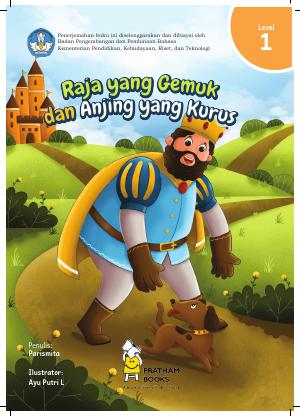 Penerjemahan buku ini diselenggarakan dan dibiayai oleh
Badan Pengembangan dan Pembinaan Bahasa
Kementerian Pendidikan, Kebudayaan, Riset, dan Teknologi
Level
1
Raja yang Gemuk
dan Anjing yang Kurus
Penulis:
Parismita
Ilustrator:
Ayu Putri L
PRATHAM
BOOKS